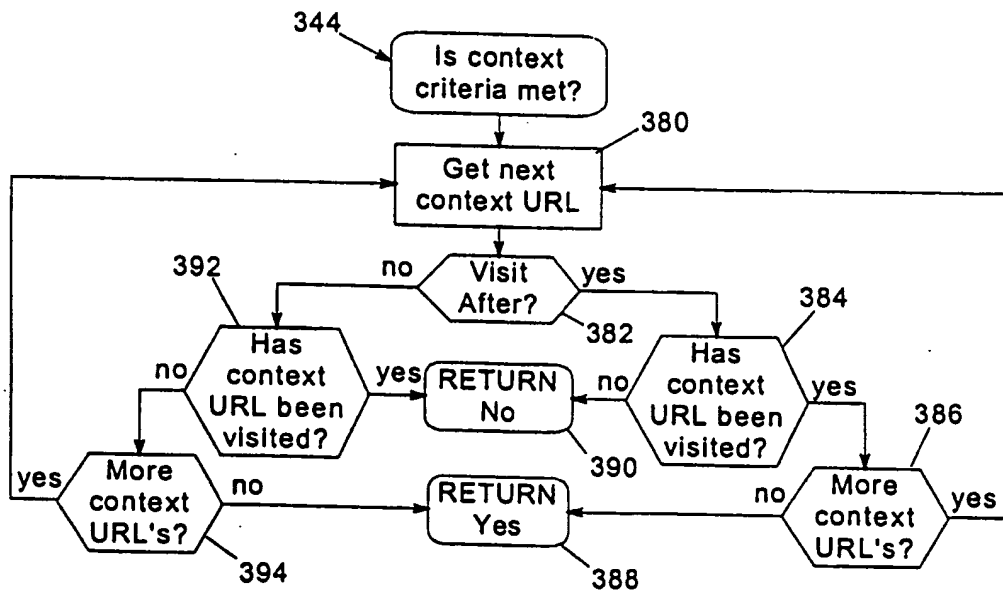 344
Is context
criteria met?
380
Get next
context URL
392
no
Visit
After?
yes
382
384
Has
context
URL been
visited?
no
yes
RETURN
No
390
no
Has
context
URL been
visited?
yes
386
yes
More
context
URL's?
no
394
RETURN
Yes
388
no
More
context
URL's?
yes